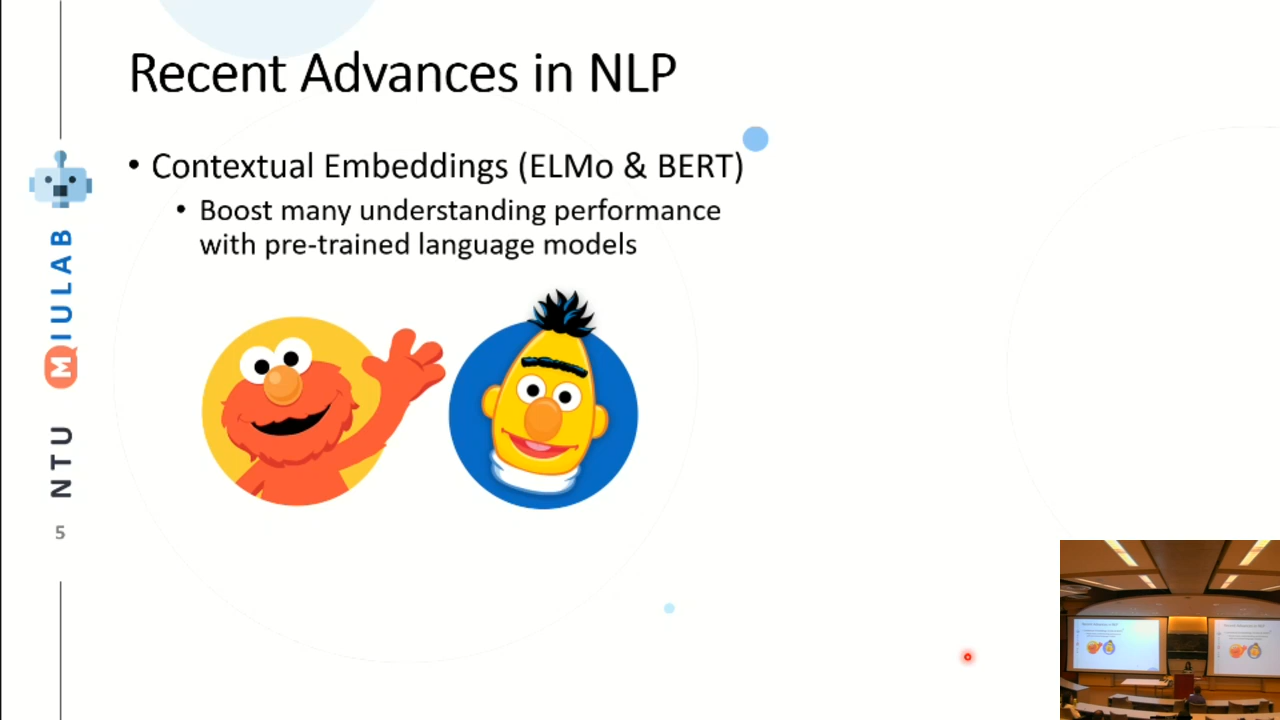 Recent Advances in NLP
• Contextual Embeddings (ELMo & BERT)
• Boost many understanding performance
with pre-trained language models
NTU MIULAB
5